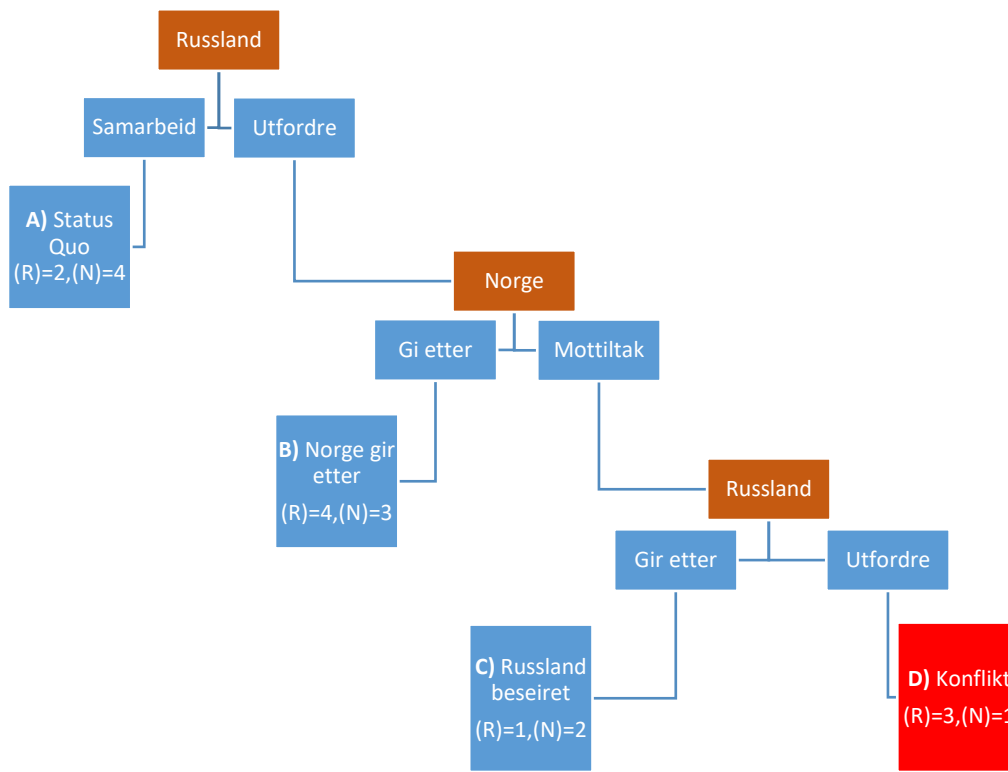 Russland
Samarbeid
Utfordre
A) Status
Quo
(R)=2,(N)=4
Norge
Gi etter
Mottiltak
B) Norge gir
etter
(R)=4,(N)=3
Russland
Gir etter
Utfordre
C) Russland
beseiret
(R)=1,(N)=2
D) Konflikt
(R)=3,(N)=1